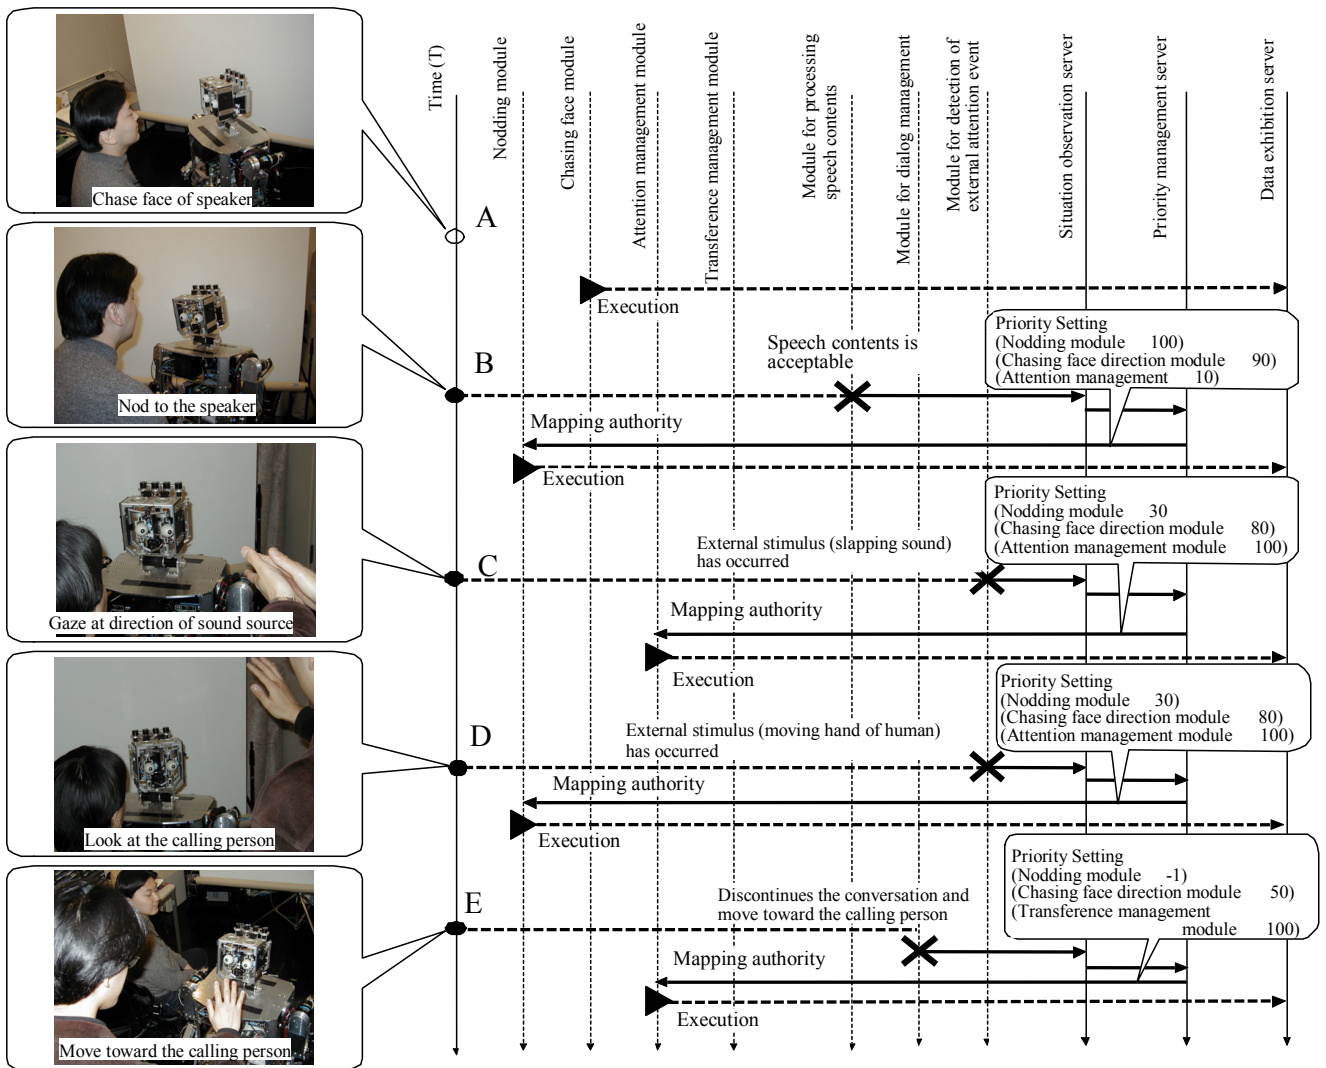 Time (T)
Nodding module
Chasing face module
Attention management module
Transference management module
Module for processing
speech contents
Module for dialog management
Module for detection of
external attention event
Situation observation server
Priority management server
Data exhibition server
Chase face of speaker
A
Execution
Nod to the speaker
B
Speech contents is
acceptable
Priority Setting
(Nodding module 100)
(Chasing face direction module 90)
(Attention management 10)
Mapping authority
Execution
Gaze at direction of sound source
C
External stimulus (slapping sound)
has occurred
Priority Setting
(Nodding module 30
(Chasing face direction module 80)
(Attention management module 100)
Mapping authority
Execution
Look at the calling person
D
External stimulus (moving hand of human)
has occurred
Priority Setting
(Nodding module 30)
(Chasing face direction module 80)
(Attention management module 100)
Mapping authority
Execution
Move toward the calling person
E
Discontinues the conversation and
move toward the calling person
Priority Setting
(Nodding module -1)
(Chasing face direction module 50)
(Transference management
module 100)
Mapping authority
Execution